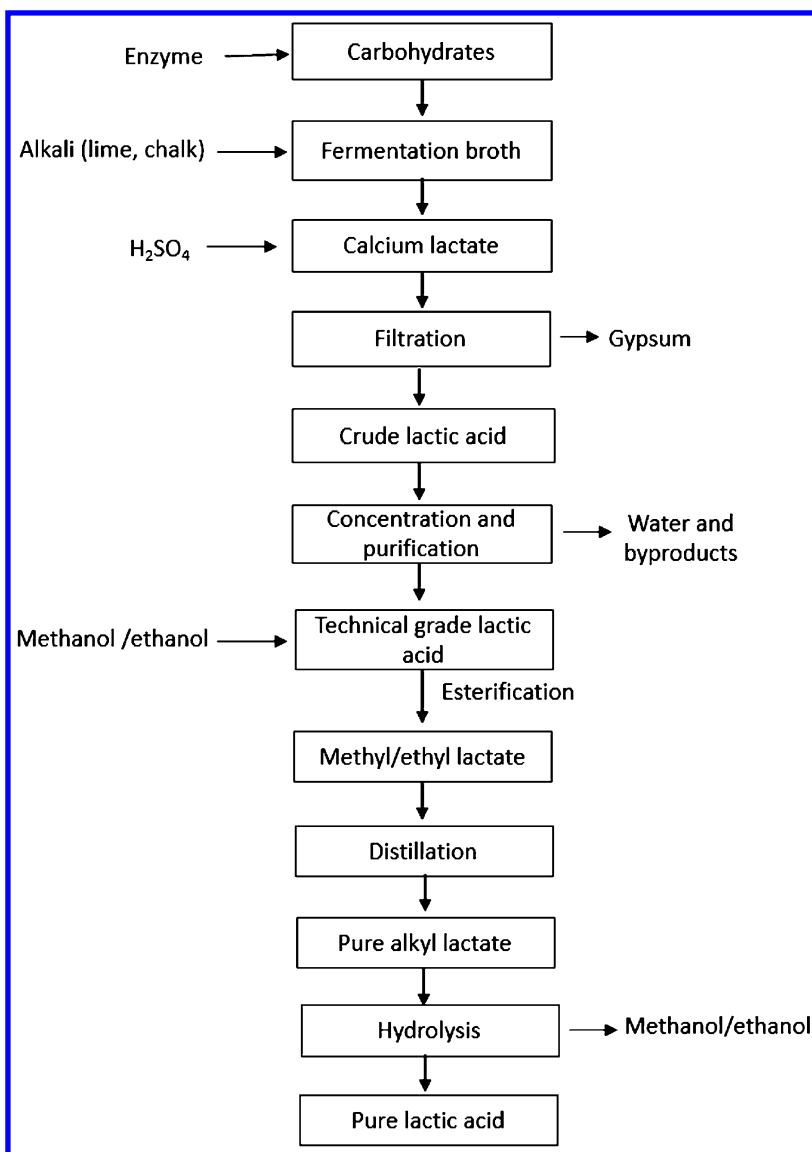 Enzyme
Carbohydrates
Alkali (lime, chalk)
Fermentation broth
H₂SO₄
Calcium lactate
Filtration
Gypsum
Crude lactic acid
Concentration and
purification
Water and
byproducts
Methanol /ethanol
Technical grade lactic
acid
Esterification
Methyl/ethyl lactate
Distillation
Pure alkyl lactate
Hydrolysis
Methanol/ethanol
Pure lactic acid